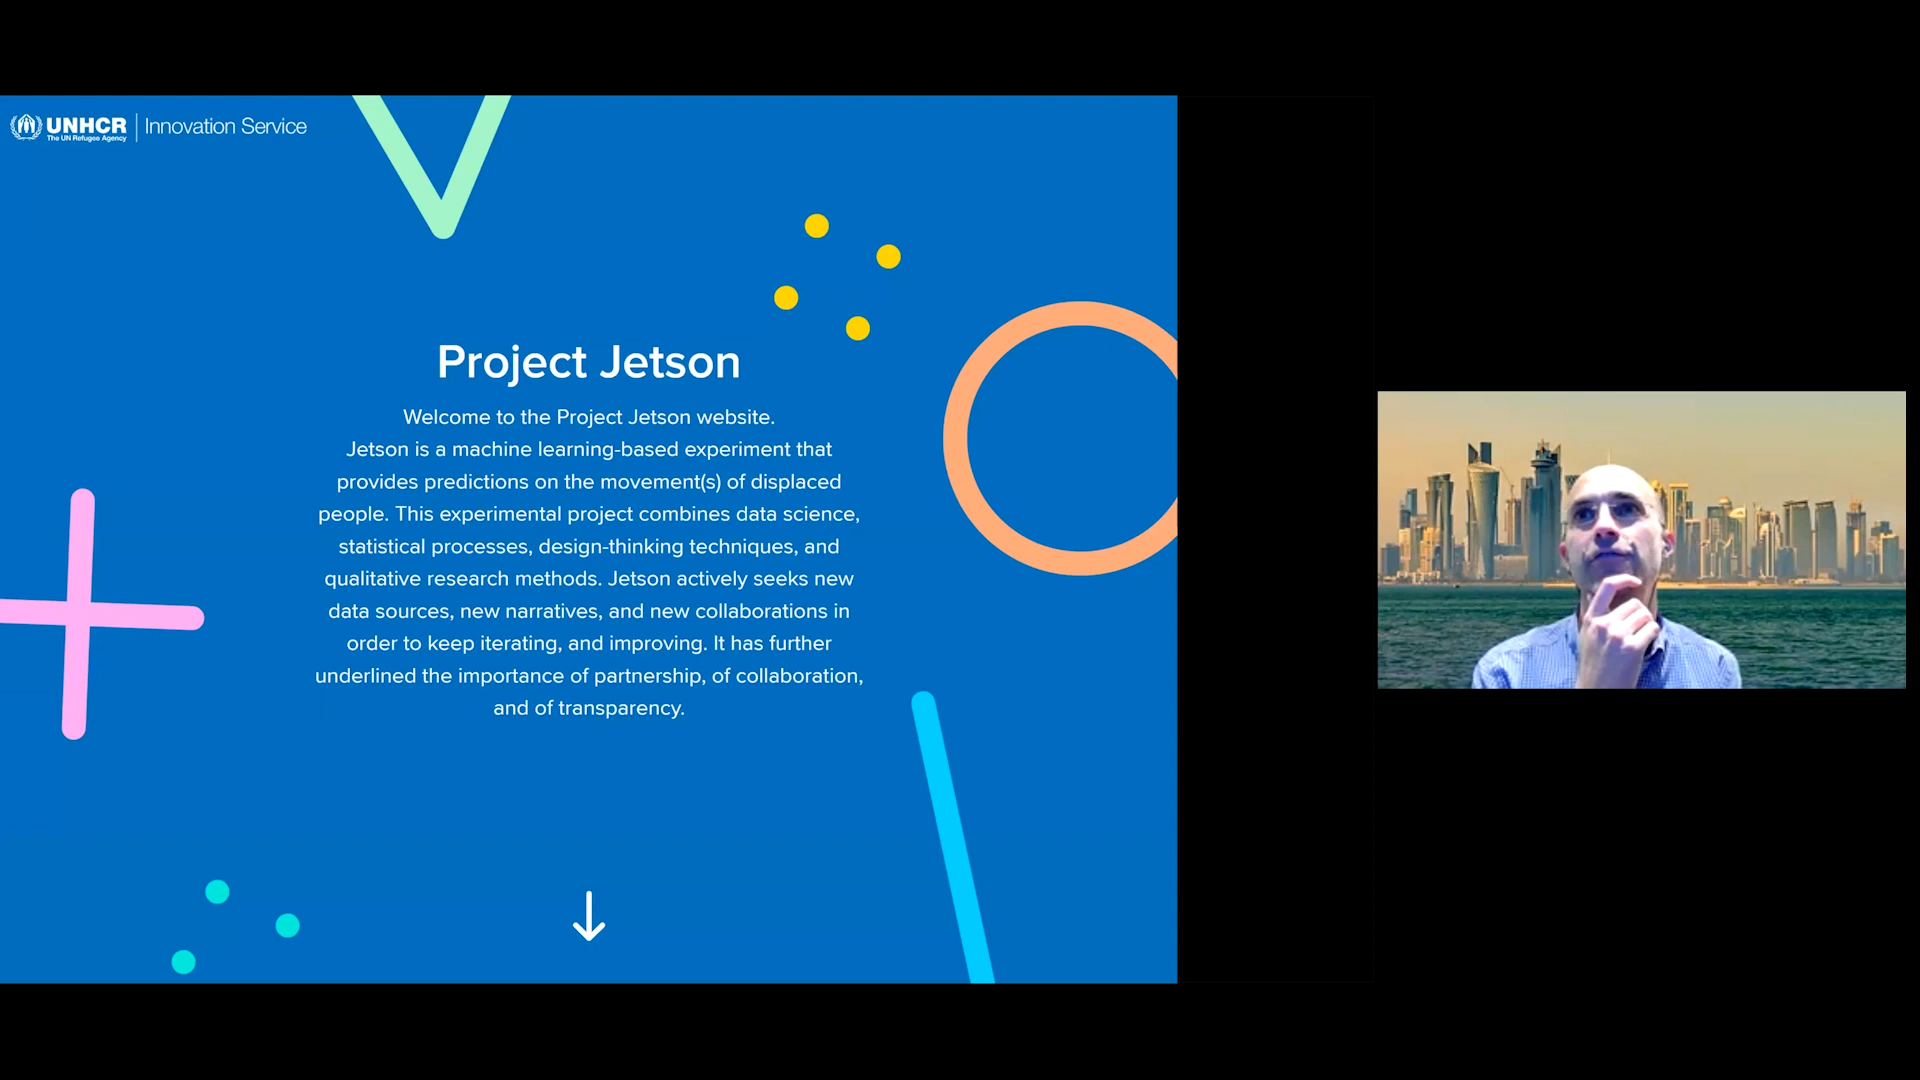 UNHCR
The UN Refugee Agency
Innovation Service
Project Jetson
Welcome to the Project Jetson website.
Jetson is a machine learning-based experiment that
provides predictions on the movement(s) of displaced
people. This experimental project combines data science,
statistical processes, design-thinking techniques, and
qualitative research methods. Jetson actively seeks new
data sources, new narratives, and new collaborations in
order to keep iterating, and improving. It has further
underlined the importance of partnership, of collaboration,
and of transparency.